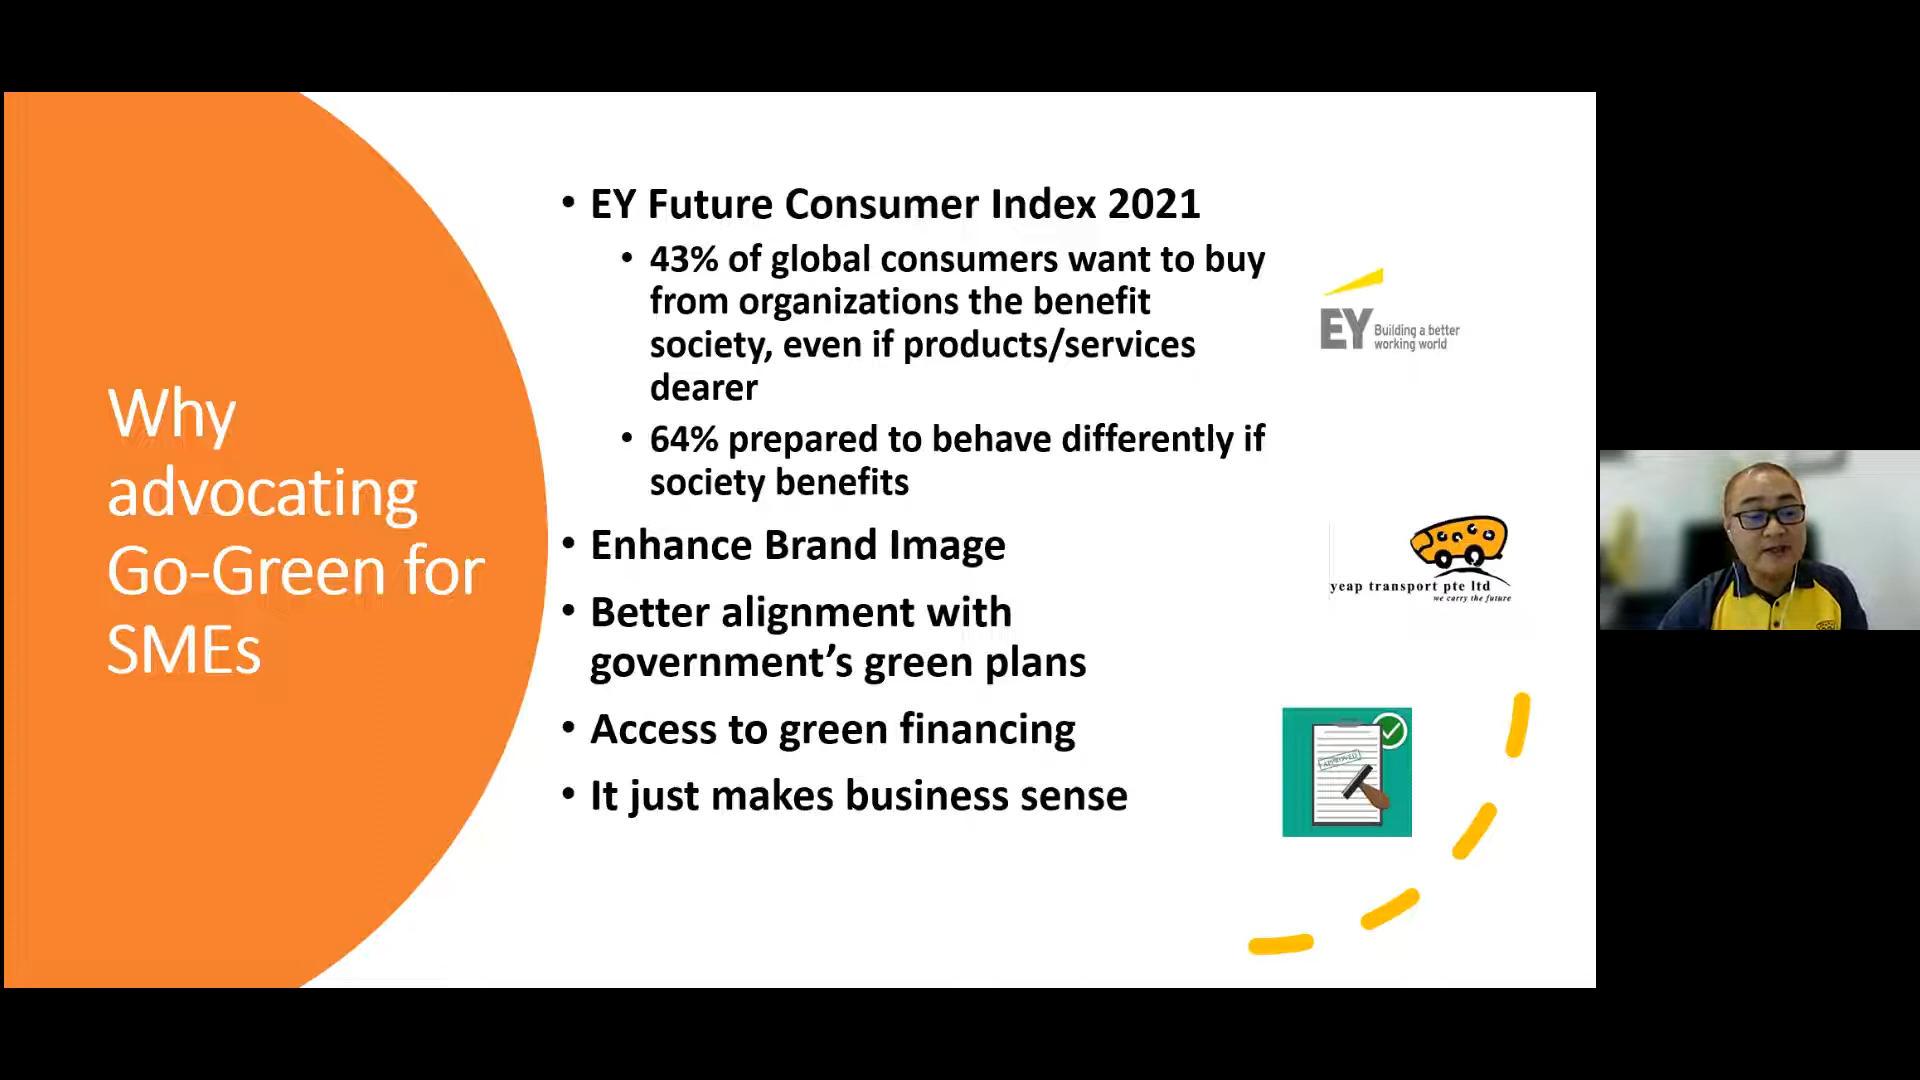 Why
advocating
Go-Green for
SMEs
• EY Future Consumer Index 2021
• 43% of global consumers want to buy
from organizations the benefit
society, even if products/services
dearer
• 64% prepared to behave differently if
society benefits
• Enhance Brand Image
• Better alignment with
government’s green plans
• Access to green financing
• It just makes business sense
EY Building a better
working world
yeap transport pte ltd
we carry the future
APPROVED